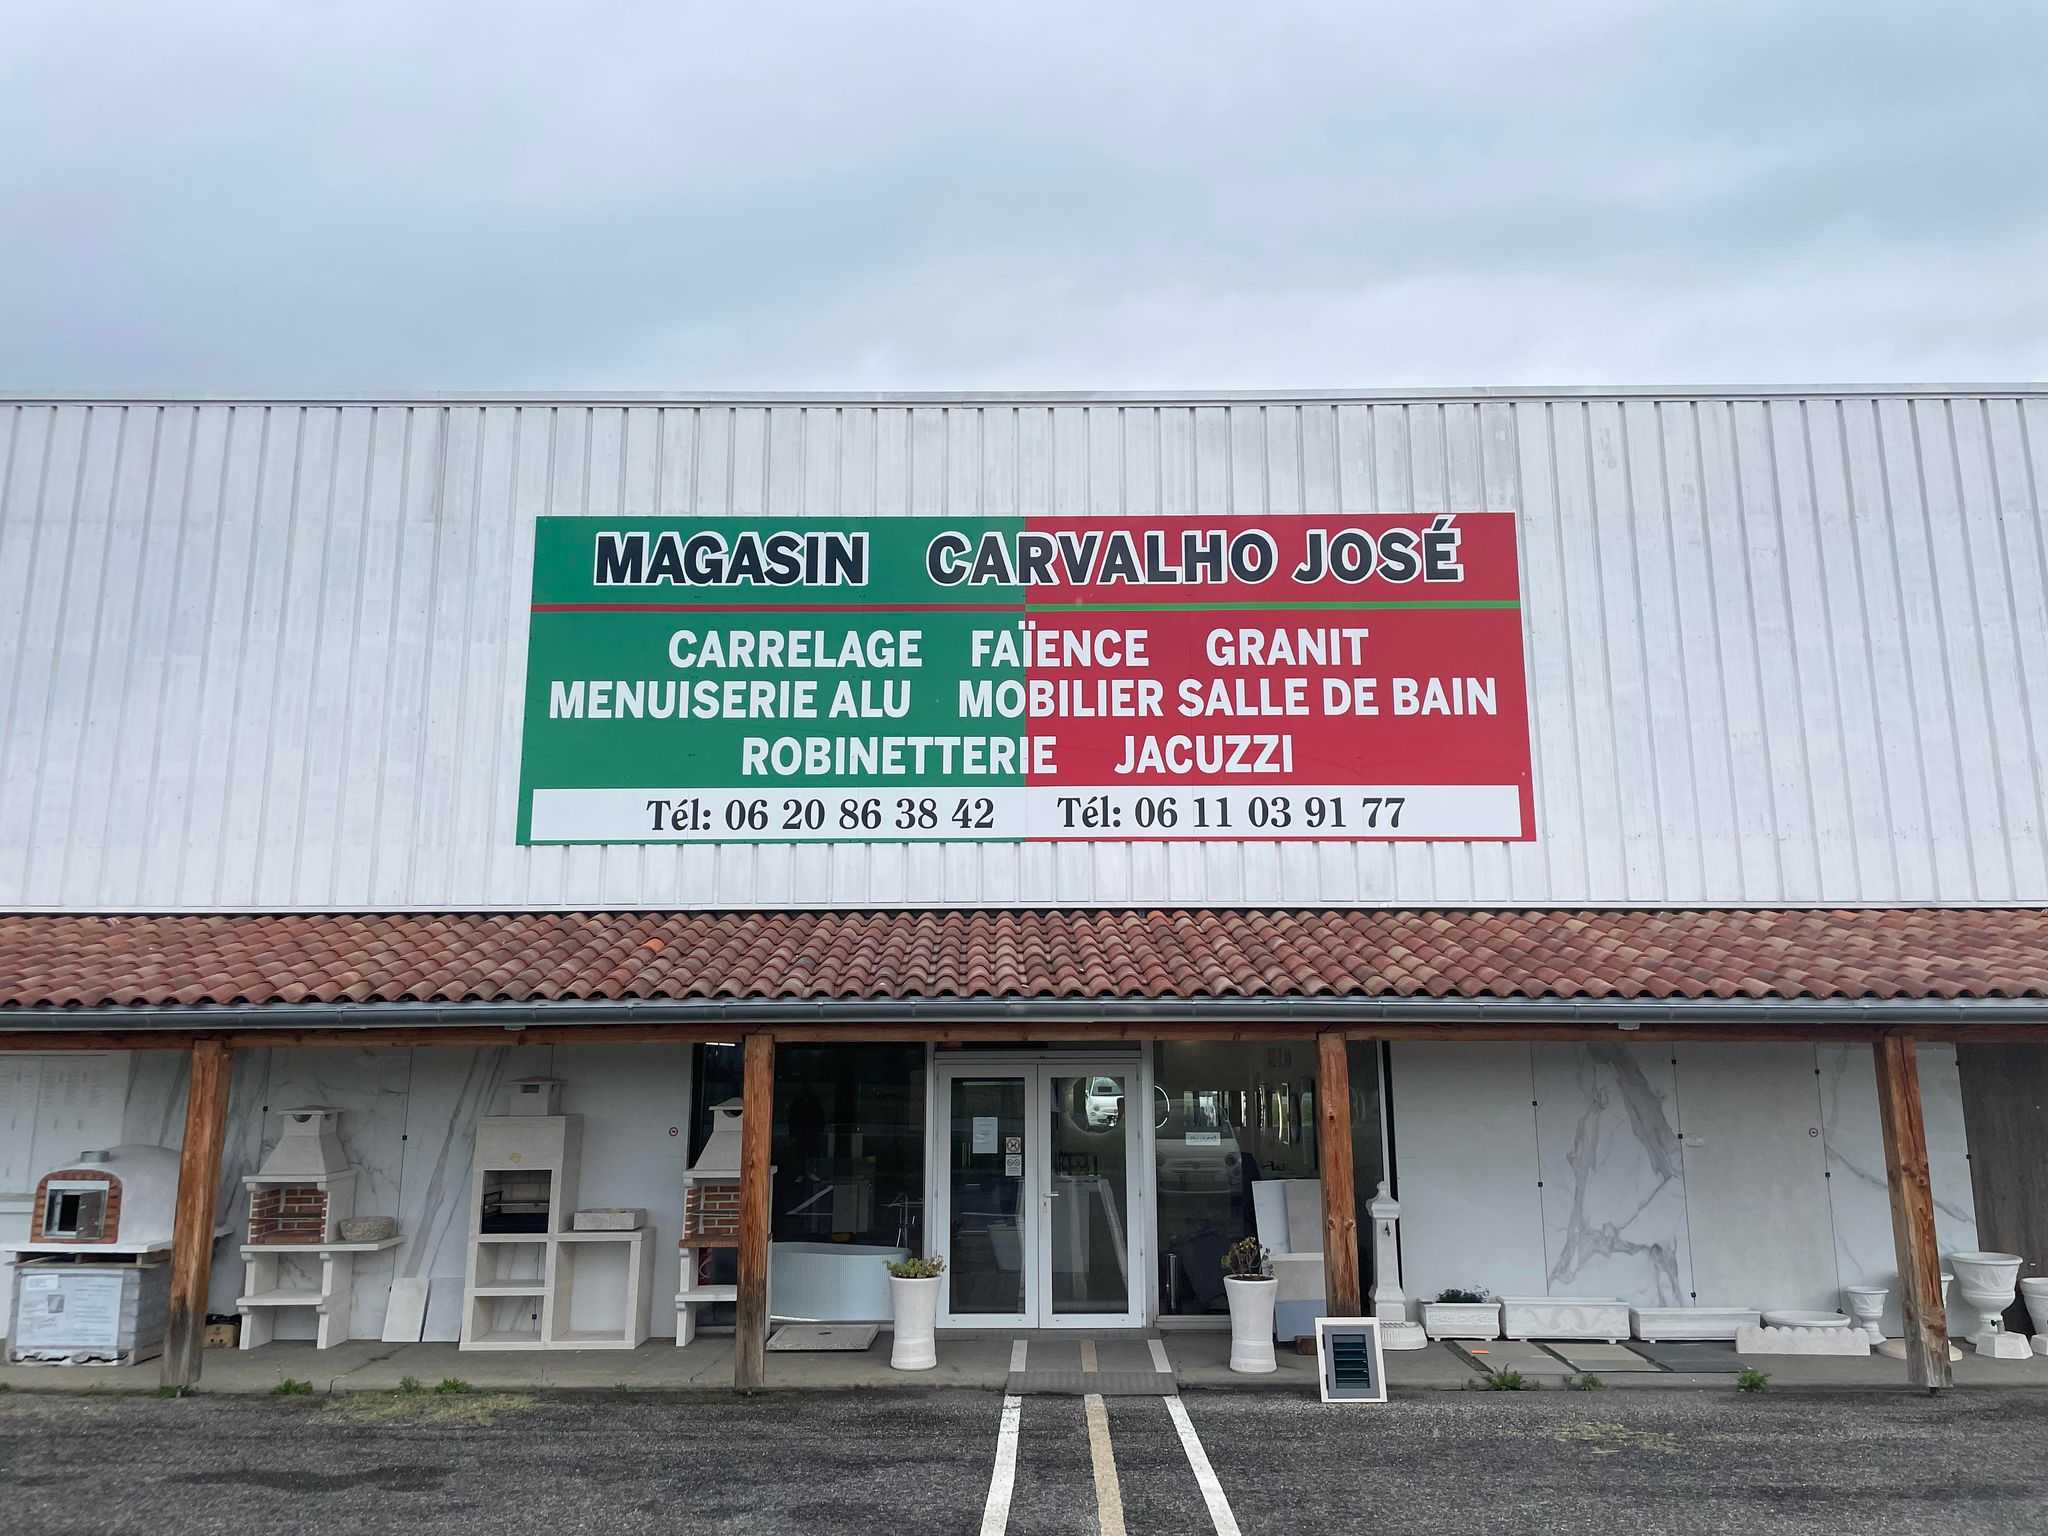 MAGASIN CARVALHO JOSÉ
CARRELAGE FAÏENCE GRANIT
MENUISERIE ALU MOBILIER SALLE DE BAIN
ROBINETTERIE JACUZZI
Tél: 06 20 86 38 42 Tél: 06 11 03 91 77